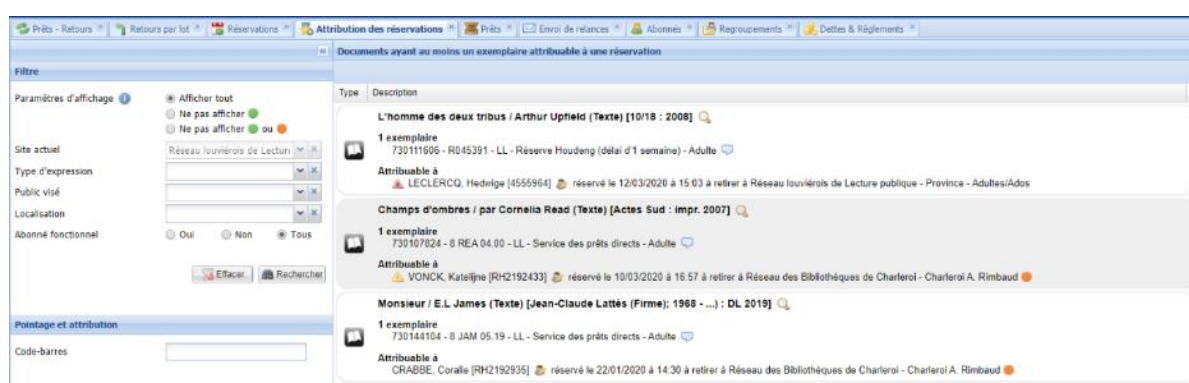 Prêts - Retours
Retours par lot
Réservations
Attribution des réservations
Prêts
Envoi de relances
Abonnés
Regroupements
Dettes & Règlements
Documents ayant au moins un exemplaire attribuable à une réservation
Filtre
Paramètres d'affichage
Afficher tout
Ne pas afficher
Ne pas afficher ou
Site actuel
Réseau louviérois de Lectur
Type d'expression
Public visé
Localisation
Abonné fonctionnel
Oui
Non
Tous
Effacer
Rechercher
Pointage et attribution
Code-barres
Type Description
L'homme des deux tribus / Arthur Upfield (Texte) [10/18 : 2008]
1 exemplaire
730111606 - R045391 - LL - Réserve Houdeng (délai d'1 semaine) - Adulte
Attribuable à
LECLERCQ, Hedwige [4555964] réservé le 12/03/2020 à 15:03 à retirer à Réseau louviérois de Lecture publique - Province - Adultes/Ados
Champs d'ombres / par Cornelia Read (Texte) [Actes Sud : impr. 2007]
1 exemplaire
730107824 - 8 REA 04.00 - LL - Service des prêts directs - Adulte
Attribuable à
VONCK, Katelijne [RH2192433] réservé le 10/03/2020 à 16:57 à retirer à Réseau des Bibliothèques de Charleroi - Charleroi A. Rimbaud
Monsieur / E.L James (Texte) [Jean-Claude Lattès (Firme); 1968 - ...) : DL 2019]
1 exemplaire
730144104 - 8 JAM 05.19 - LL - Service des prêts directs - Adulte
Attribuable à
CRABBE, Coralie [RH2192935] réservé le 22/01/2020 à 14:30 à retirer à Réseau des Bibliothèques de Charleroi - Charleroi A. Rimbaud